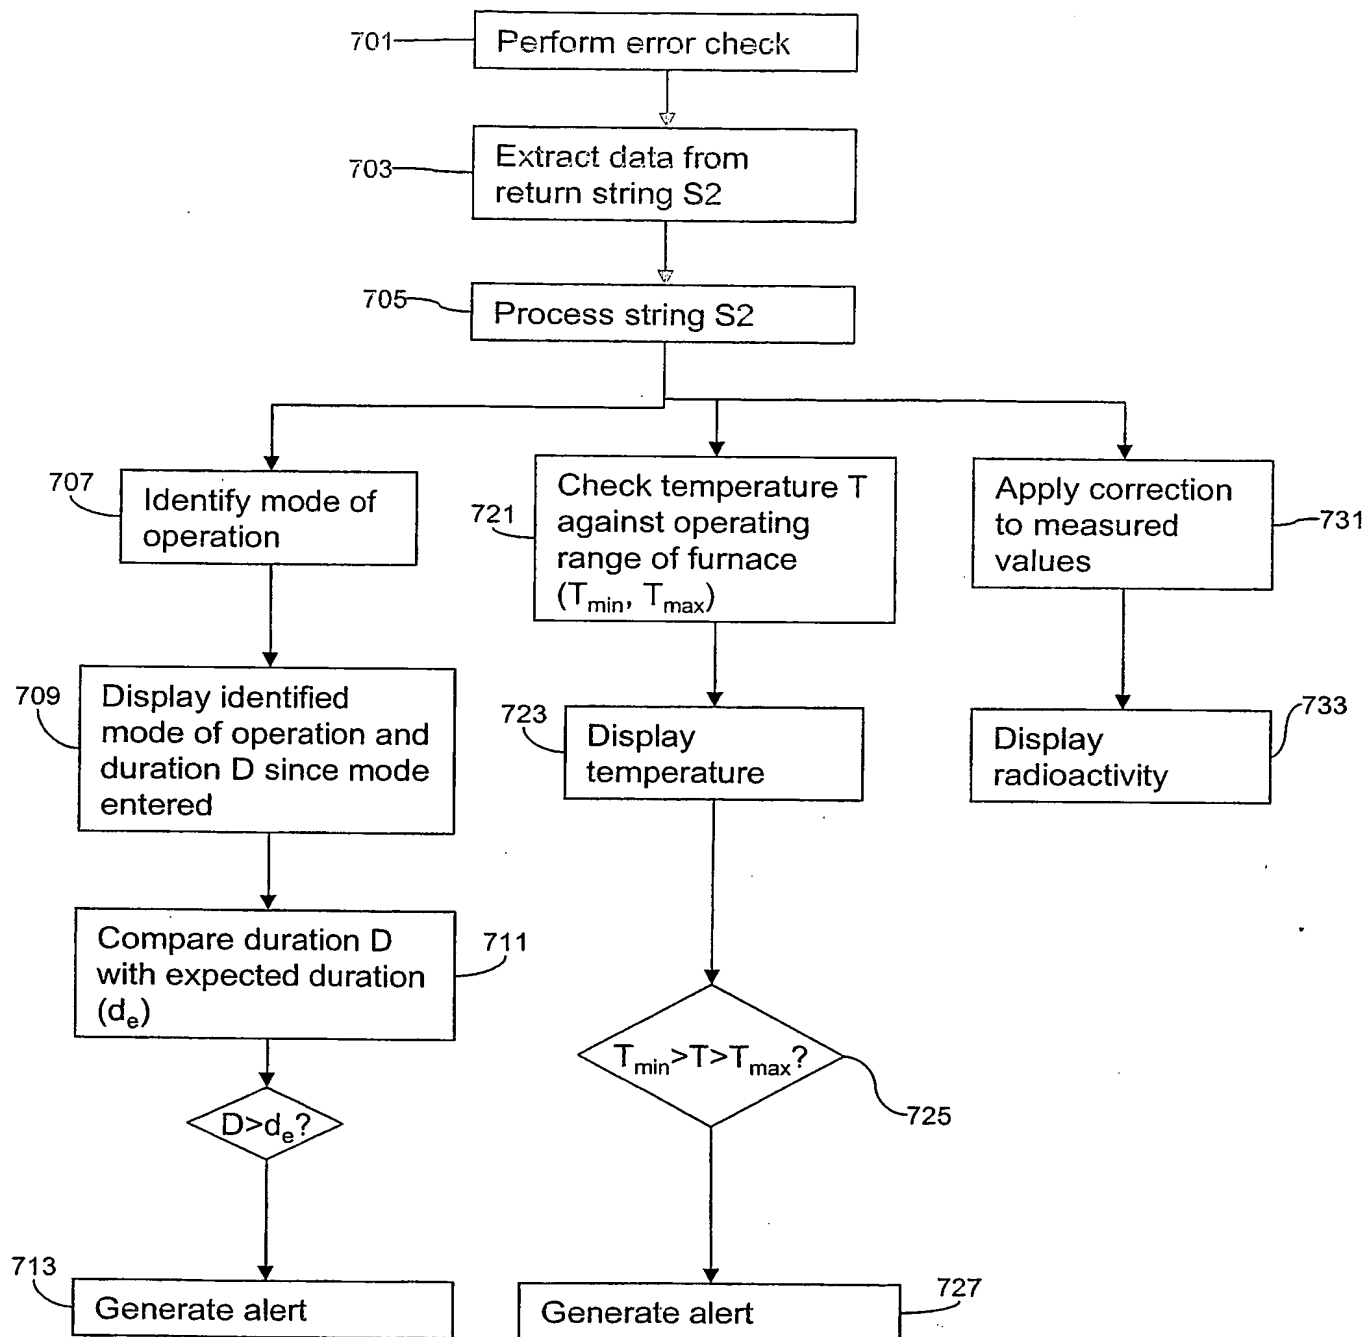 701
Perform error check
703
Extract data from
return string S2
705
Process string S2
707
Identify mode of
operation
709
Display identified
mode of operation and
duration D since mode
entered
Compare duration D
with expected duration
(de)
711
D>de?
713
Generate alert
721
Check temperature T
against operating
range of furnace
(Tmin, Tmax)
723
Display
temperature
Tmin>T>Tmax?
725
Generate alert
727
Apply correction
to measured
values
731
Display
radioactivity
733